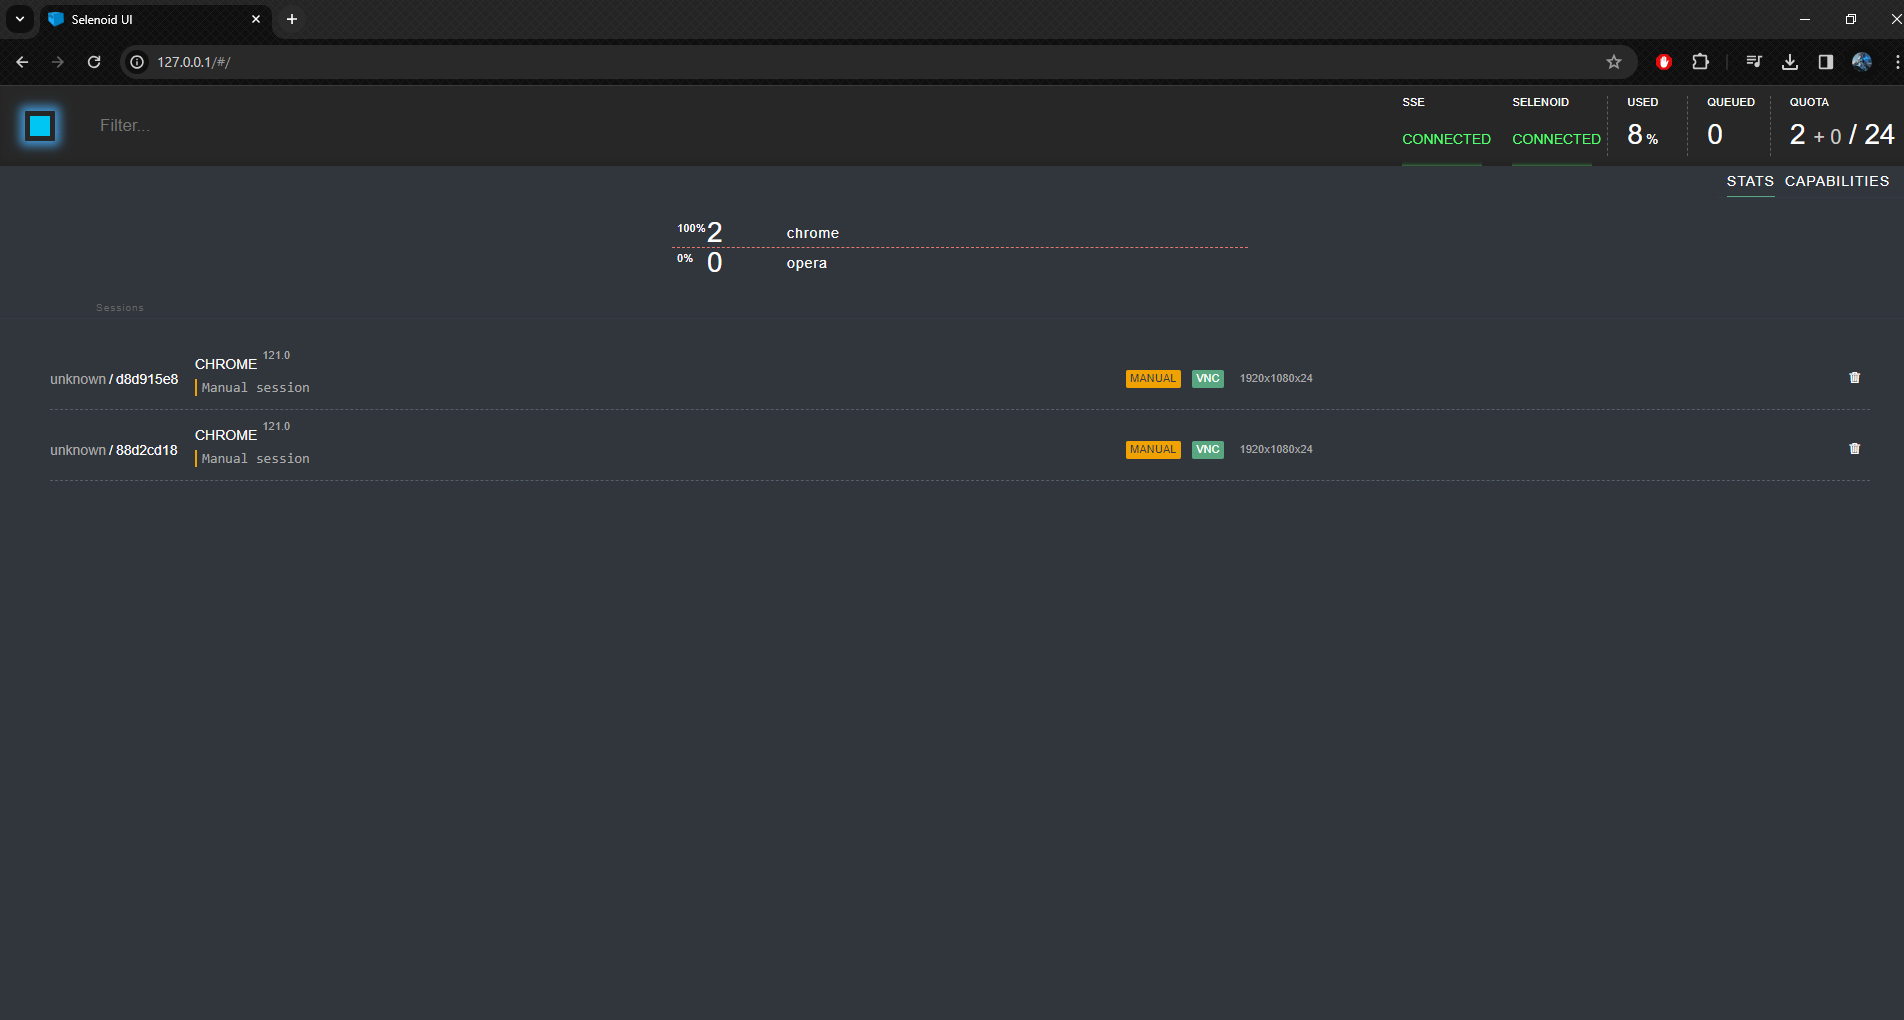 Selenoid UI
127.0.0.1/#/
Filter...
SSE
CONNECTED
SELENOID
CONNECTED
USED
8 %
QUEUED
0
QUOTA
2 + 0 / 24
STATS CAPABILITIES
100% 2 chrome
0% 0 opera
Sessions
unknown / d8d915e8
CHROME 121.0
Manual session
MANUAL VNC 1920x1080x24
unknown / 88d2cd18
CHROME 121.0
Manual session
MANUAL VNC 1920x1080x24